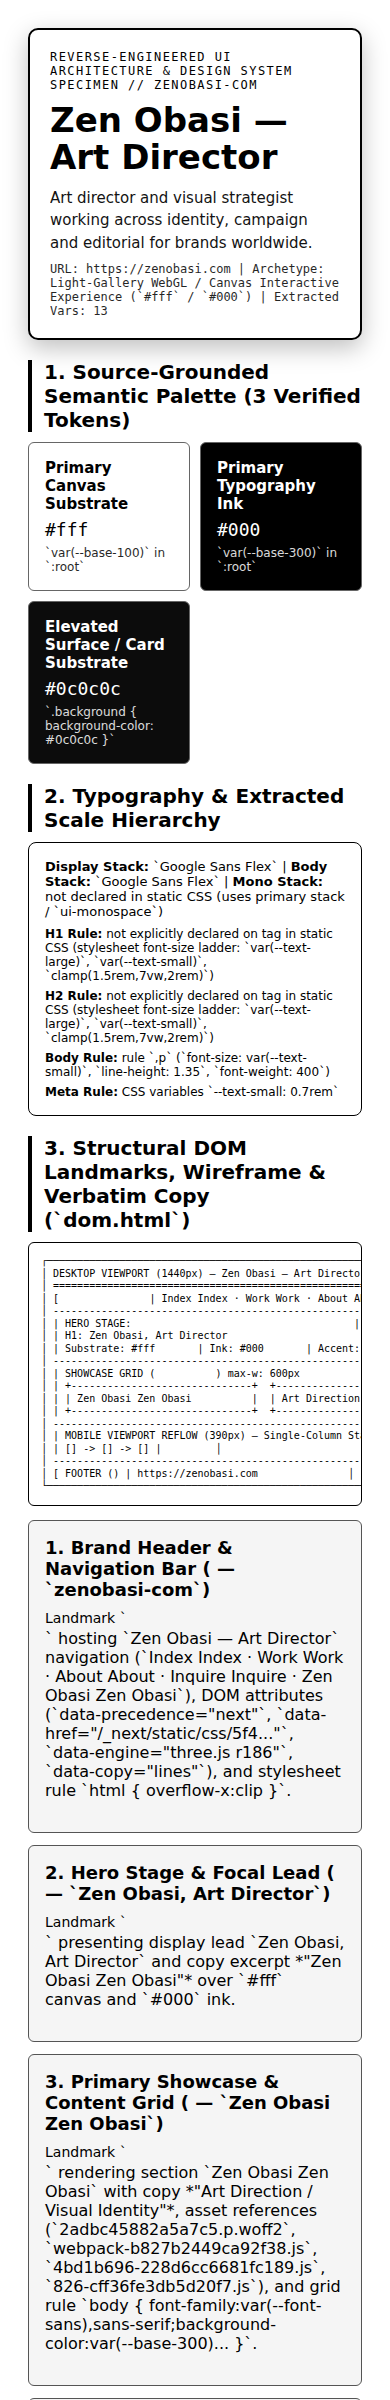 REVERSE-ENGINEERED UI
ARCHITECTURE & DESIGN SYSTEM
SPECIMEN // ZENOBASI-COM
Zen Obasi —
Art Director
Art director and visual strategist
working across identity, campaign
and editorial for brands worldwide.
URL: https://zenobasi.com | Archetype:
Light-Gallery WebGL / Canvas Interactive
Experience (`#fff` / `#000`) | Extracted
Vars: 13
1. Source-Grounded
Semantic Palette (3 Verified
Tokens)
Primary
Canvas
Substrate
#fff
`var(--base-100)` in
`:root`
Primary
Typography
Ink
#000
`var(--base-300)` in
`:root`
Elevated
Surface / Card
Substrate
#0c0c0c
`.background {
background-color:
#0c0c0c }`
2. Typography & Extracted
Scale Hierarchy
Display Stack: `Google Sans Flex` | Body
Stack: `Google Sans Flex` | Mono Stack:
not declared in static CSS (uses primary stack
/ `ui-monospace`)
H1 Rule: not explicitly declared on tag in static
CSS (stylesheet font-size ladder: `var(--text-
large)`, `var(--text-small)`,
`clamp(1.5rem,7vw,2rem)`)
H2 Rule: not explicitly declared on tag in static
CSS (stylesheet font-size ladder: `var(--text-
large)`, `var(--text-small)`,
`clamp(1.5rem,7vw,2rem)`)
Body Rule: rule `,p` (`font-size: var(--text-
small)`, `line-height: 1.35`, `font-weight: 400`)
Meta Rule: CSS variables `--text-small: 0.7rem`
3. Structural DOM
Landmarks, Wireframe &
Verbatim Copy
(`dom.html`)
DESKTOP VIEWPORT (1440px) — Zen Obasi — Art Directo
[ | Index Index · Work Work · About A
| HERO STAGE: |
| H1: Zen Obasi, Art Director
| Substrate: #fff | Ink: #000 | Accent:
| SHOWCASE GRID ( ) max-w: 600px
| +------------------------------+ +--------------
| | Zen Obasi Zen Obasi | | Art Direction
| +------------------------------+ +--------------
| MOBILE VIEWPORT REFLOW (390px) — Single-Column St
| [] -> [] -> [] | |
[ FOOTER () | https://zenobasi.com |
1. Brand Header &
Navigation Bar ( —
`zenobasi-com`)
Landmark `
` hosting `Zen Obasi — Art Director`
navigation (`Index Index · Work Work
· About About · Inquire Inquire · Zen
Obasi Zen Obasi`), DOM attributes
(`data-precedence="next"`, `data-
href="/_next/static/css/5f4..."`,
`data-engine="three.js r186"`,
`data-copy="lines"`), and stylesheet
rule `html { overflow-x:clip }`.
2. Hero Stage & Focal Lead (
— `Zen Obasi, Art Director`)
Landmark `
` presenting display lead `Zen Obasi,
Art Director` and copy excerpt *"Zen
Obasi Zen Obasi"* over `#fff`
canvas and `#000` ink.
3. Primary Showcase &
Content Grid ( — `Zen Obasi
Zen Obasi`)
Landmark `
` rendering section `Zen Obasi Zen
Obasi` with copy *"Art Direction /
Visual Identity"*, asset references
(`2adbc45882a5a7c5.p.woff2`,
`webpack-b827b2449ca92f38.js`,
`4bd1b696-228d6cc6681fc189.js`,
`826-cff36fe3db5d20f7.js`), and grid
rule `body { font-family:var(--font-
sans),sans-serif;background-
color:var(--base-300)... }`.